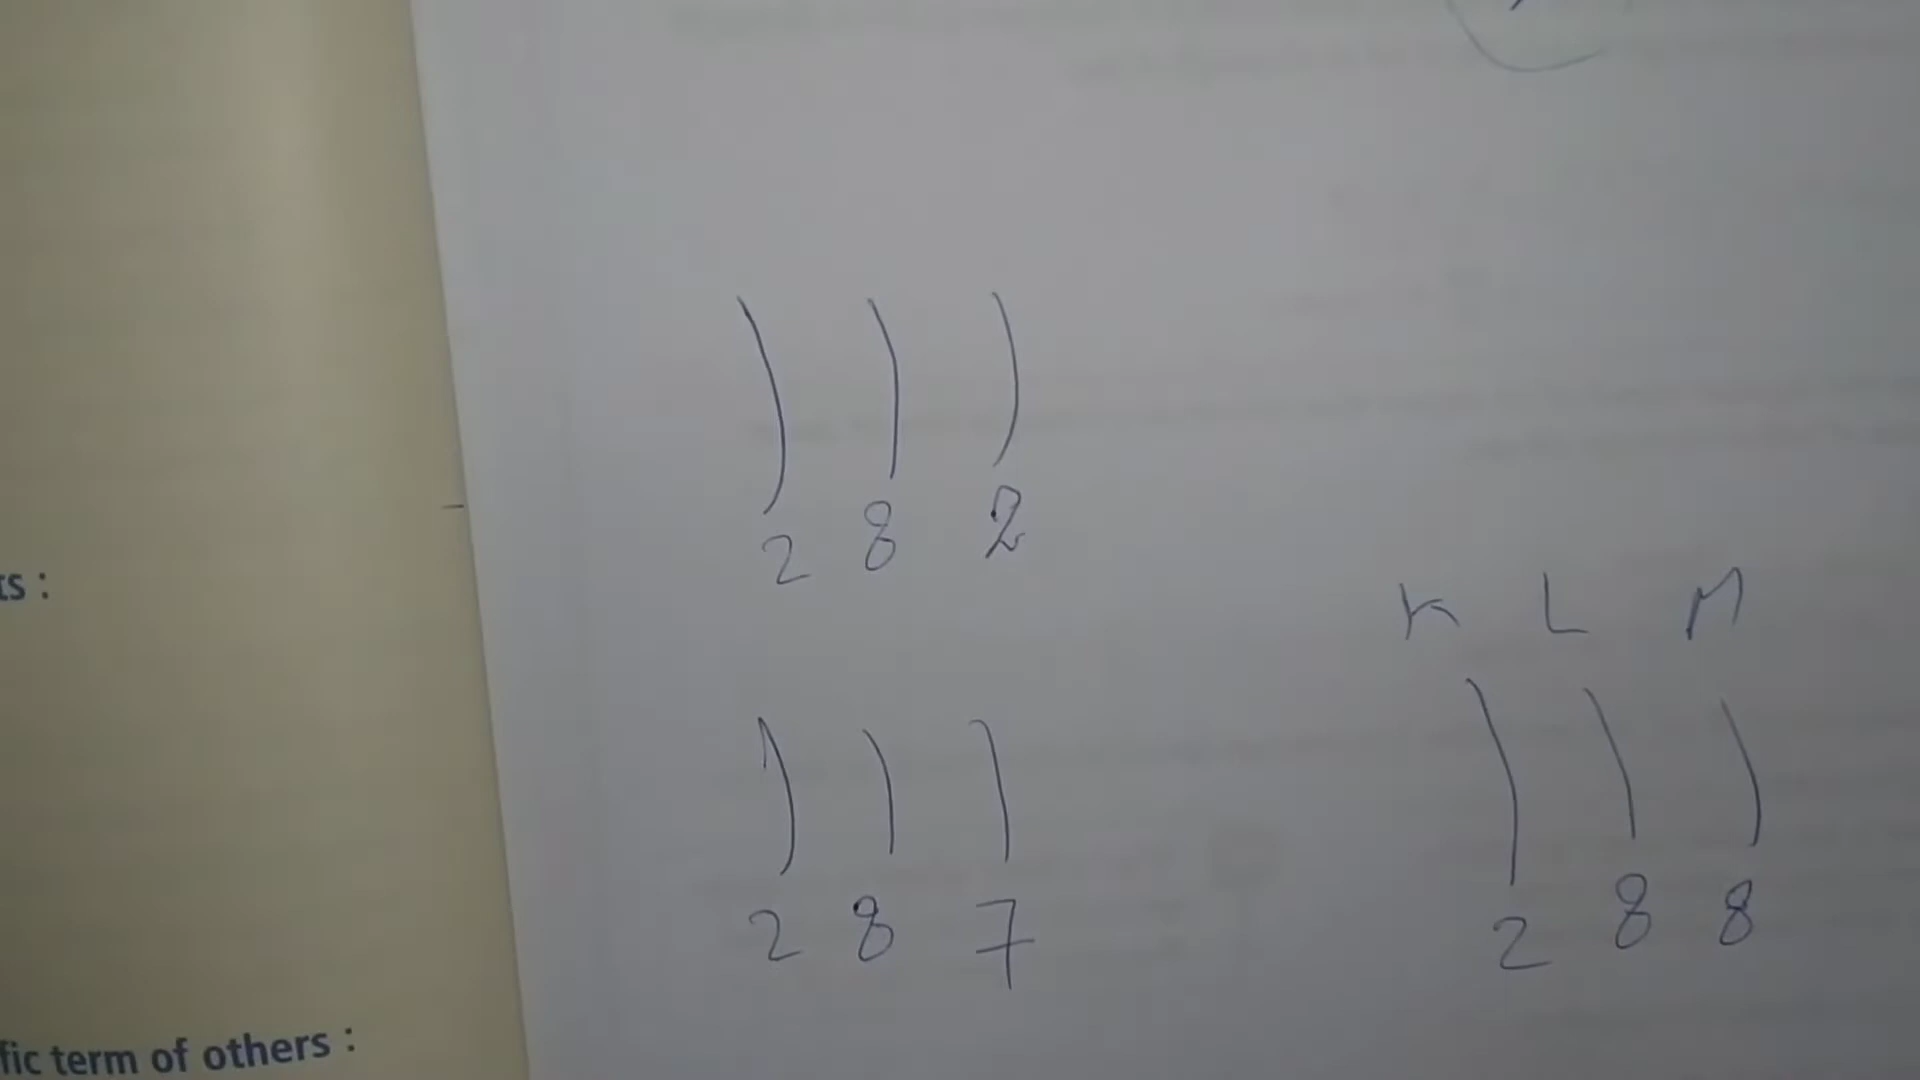 2 8 2
ts :
K L M
2 8 7
2 8 8
fic term of others :